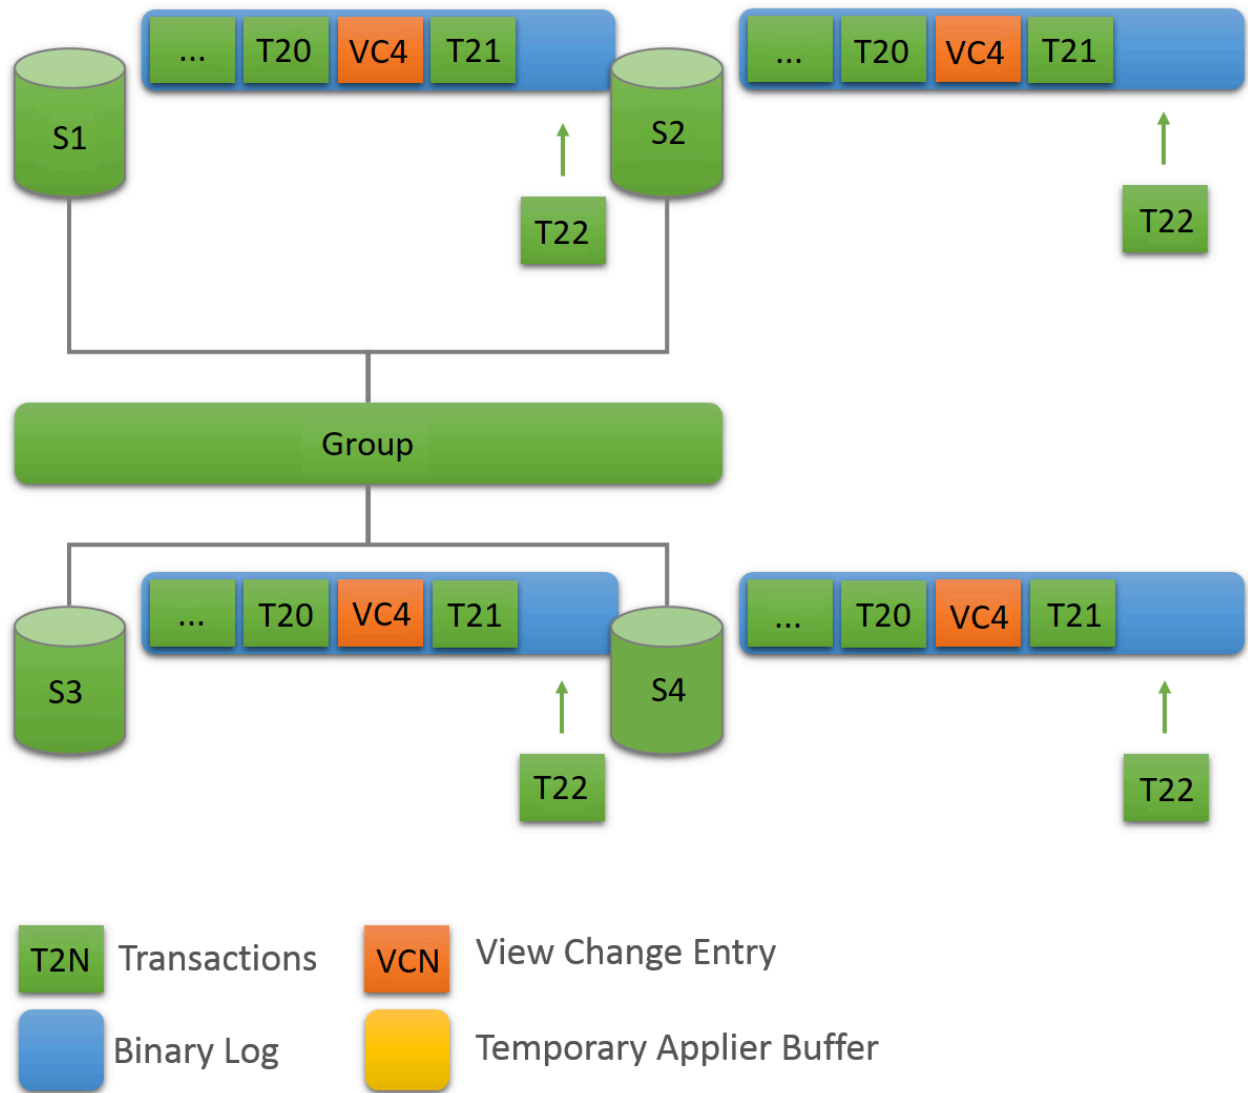 ... T20 VC4 T21
... T20 VC4 T21
S1
S2
T22
T22
Group
... T20 VC4 T21
... T20 VC4 T21
S3
S4
T22
T22
T2N Transactions
VCN View Change Entry
Binary Log
Temporary Applier Buffer